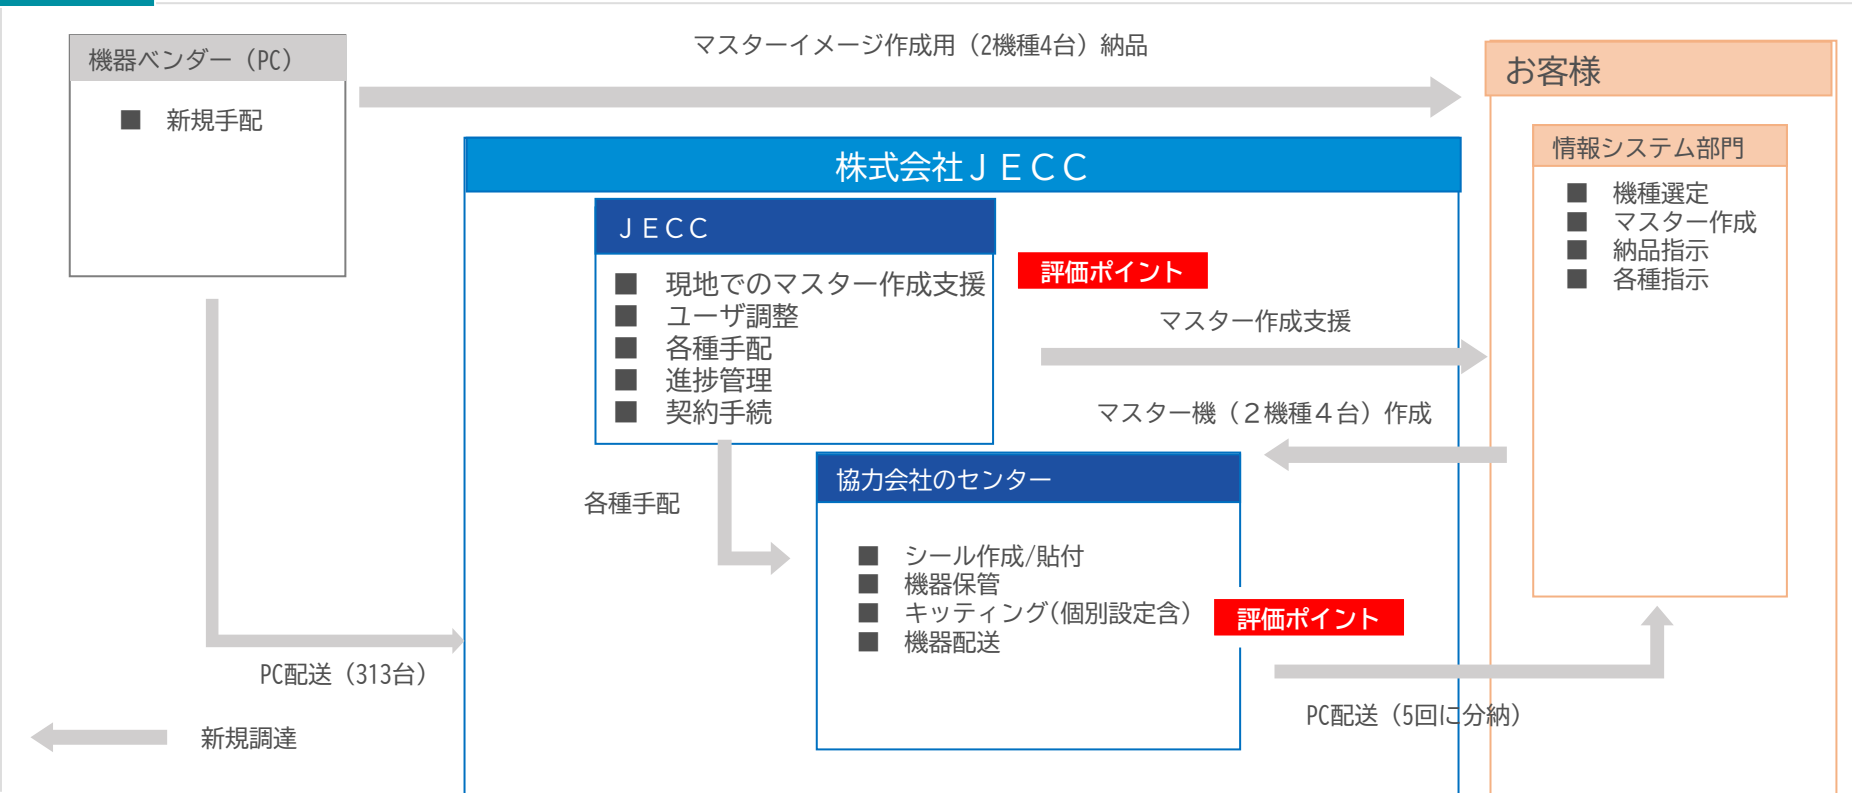 マスターイメージ作成用（2機種4台）納品
機器ベンダー（PC）
■ 新規手配
お客様
情報システム部門
■ 機種選定
■ マスター作成
■ 納品指示
■ 各種指示
株式会社ＪＥＣＣ
ＪＥＣＣ
■ 現地でのマスター作成支援
■ ユーザ調整
■ 各種手配
■ 進捗管理
■ 契約手続
評価ポイント
マスター作成支援
マスター機（２機種４台）作成
各種手配
協力会社のセンター
■ シール作成/貼付
■ 機器保管
■ キッティング(個別設定含)
■ 機器配送
評価ポイント
PC配送（313台）
PC配送（5回に分納）
新規調達